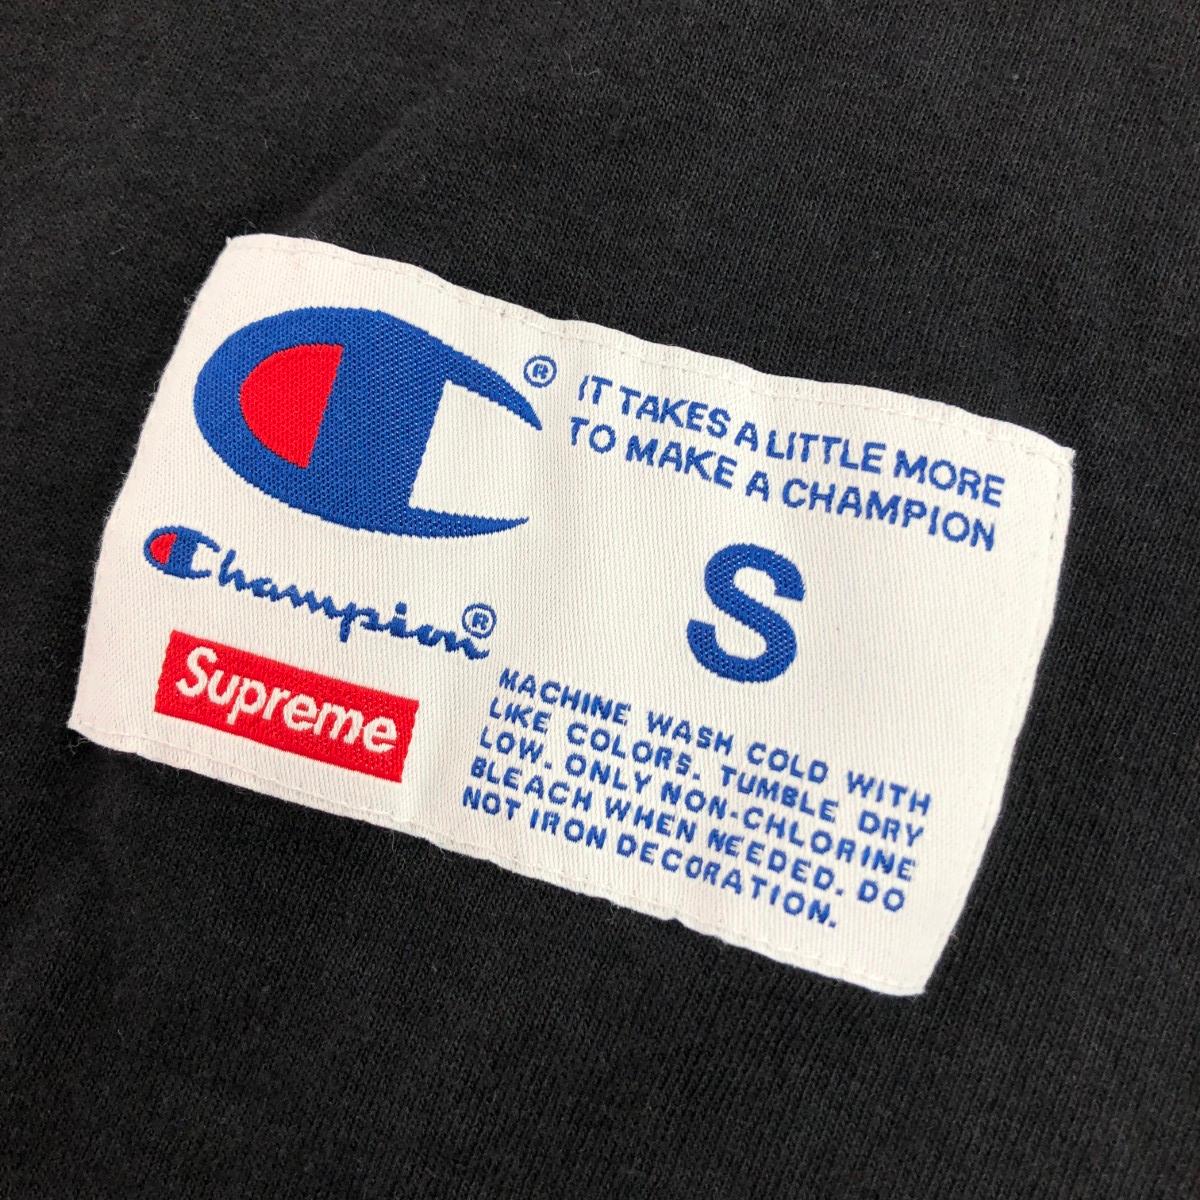 ® IT TAKES A LITTLE MORE
TO MAKE A CHAMPION
Champion®
S
Supreme
MACHINE WASH COLD WITH
LIKE COLORS. TUMBLE DRY
LOW. ONLY NON-CHLORINE
BLEACH WHEN NEEDED. DO
NOT IRON DECORATION.